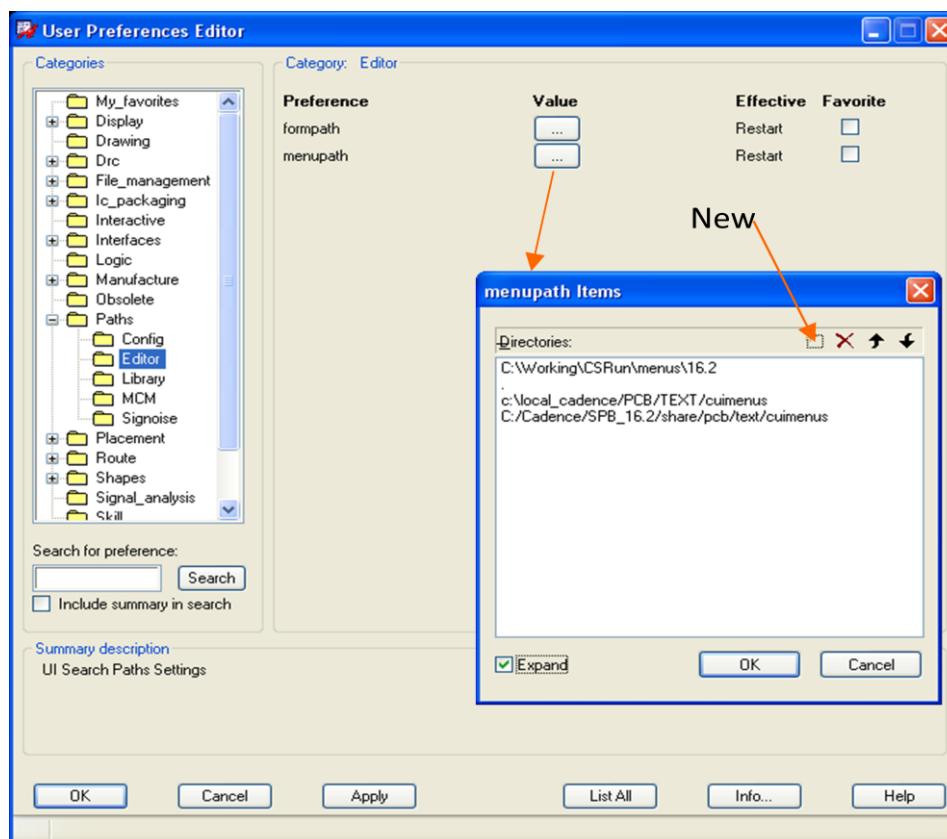 User Preferences Editor
Categories
My_favorites
Display
Drawing
Drc
File_management
Ic_packaging
Interactive
Interfaces
Logic
Manufacture
Obsolete
Paths
Config
Editor
Library
MCM
Signoise
Placement
Route
Shapes
Signal_analysis
Skill
Search for preference:
Search
Include summary in search
Category: Editor
Preference Value Effective Favorite
formpath ... Restart
menupath ... Restart
New
menupath Items
Directories:
C:\Working\CSRun\menus\16.2
.
c:\local_cadence/PCB/TEXT/cuimenus
C:/Cadence/SPB_16.2/share/pcb/text/cuimenus
Expand OK Cancel
Summary description
UI Search Paths Settings
OK Cancel Apply List All Info... Help